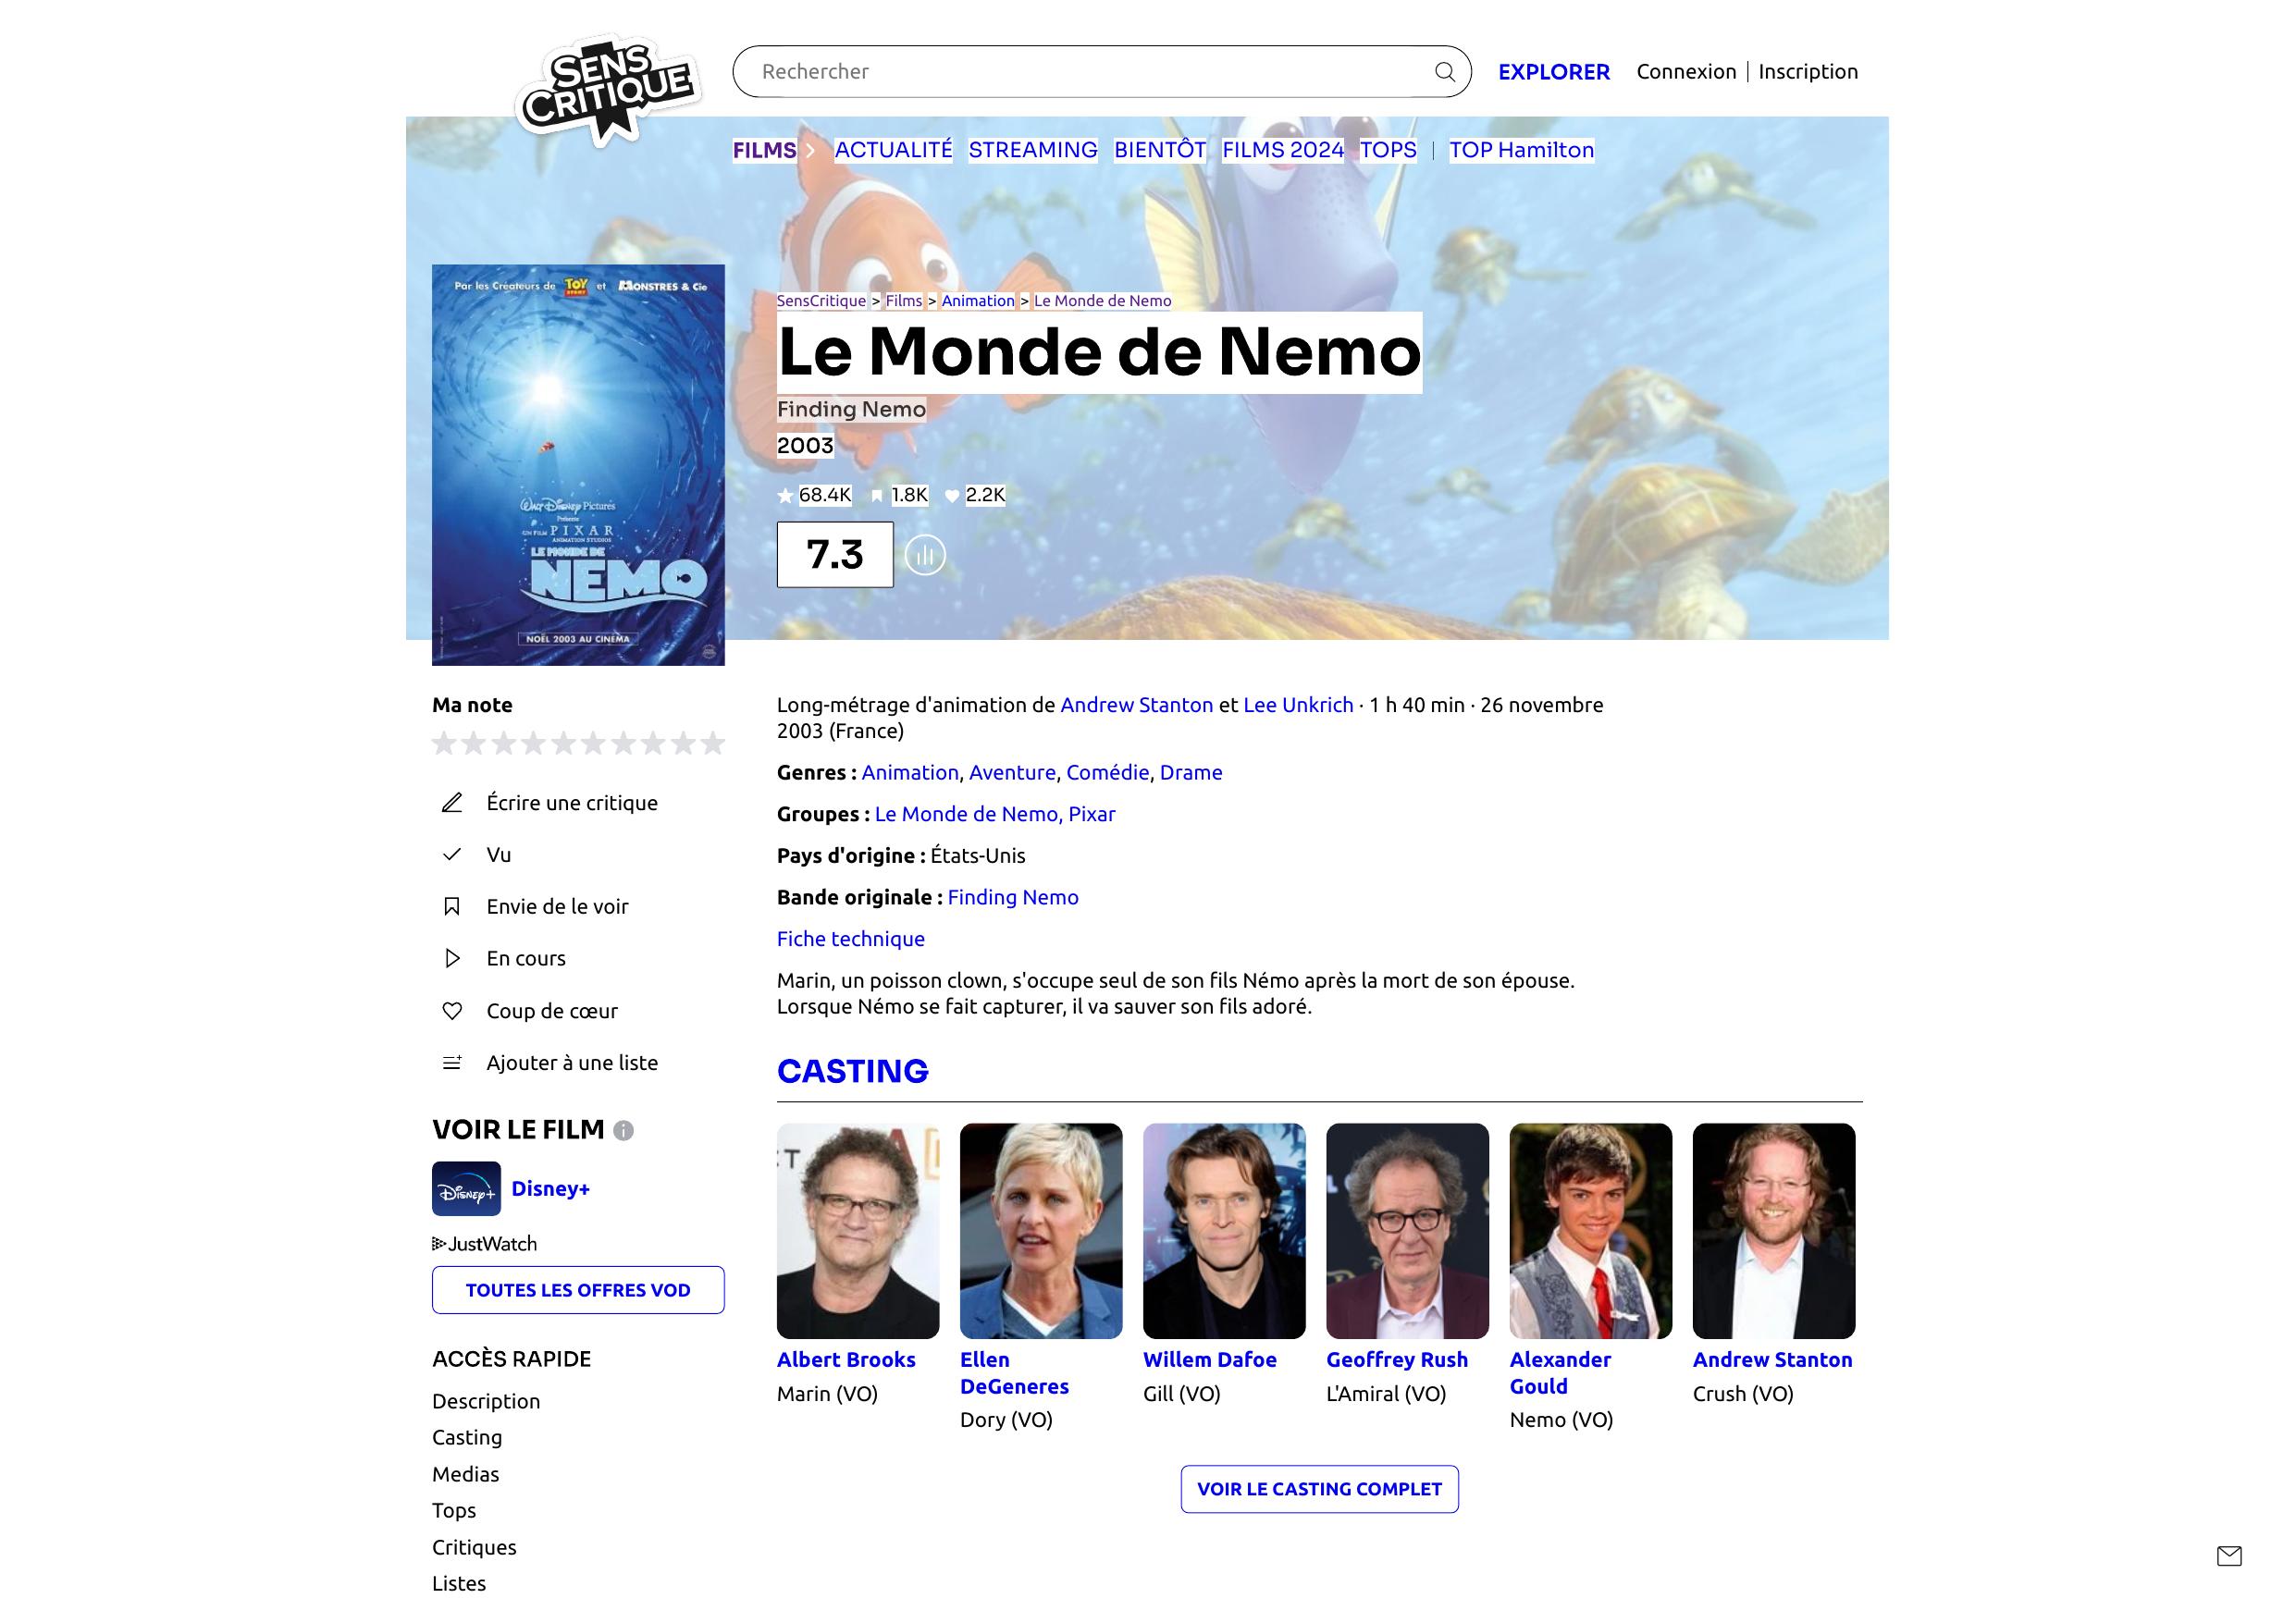 SENS
CRITIQUE
Rechercher
EXPLORER
Connexion | Inscription
FILMS
ACTUALITÉ
STREAMING
BIENTÔT
FILMS 2024
TOPS
TOP Hamilton
Par les Créateurs de TOY STORY et MONSTRES & Cie
WALT DISNEY Pictures
Présente
UN FILM PIXAR
ANIMATION STUDIOS
LE MONDE DE
NEMO
NOËL 2003 AU CINÉMA
SensCritique > Films > Animation > Le Monde de Nemo
Le Monde de Nemo
Finding Nemo
2003
68.4K 1.8K 2.2K
7.3
Ma note
Écrire une critique
Vu
Envie de le voir
En cours
Coup de cœur
Ajouter à une liste
VOIR LE FILM
Disney+
Disney+
JustWatch
TOUTES LES OFFRES VOD
ACCÈS RAPIDE
Description
Casting
Medias
Tops
Critiques
Listes
Long-métrage d'animation de Andrew Stanton et Lee Unkrich · 1 h 40 min · 26 novembre
2003 (France)
Genres : Animation, Aventure, Comédie, Drame
Groupes : Le Monde de Nemo, Pixar
Pays d'origine : États-Unis
Bande originale : Finding Nemo
Fiche technique
Marin, un poisson clown, s'occupe seul de son fils Némo après la mort de son épouse.
Lorsque Némo se fait capturer, il va sauver son fils adoré.
CASTING
Albert Brooks
Marin (VO)
Ellen
DeGeneres
Dory (VO)
Willem Dafoe
Gill (VO)
Geoffrey Rush
L'Amiral (VO)
Alexander
Gould
Nemo (VO)
Andrew Stanton
Crush (VO)
VOIR LE CASTING COMPLET